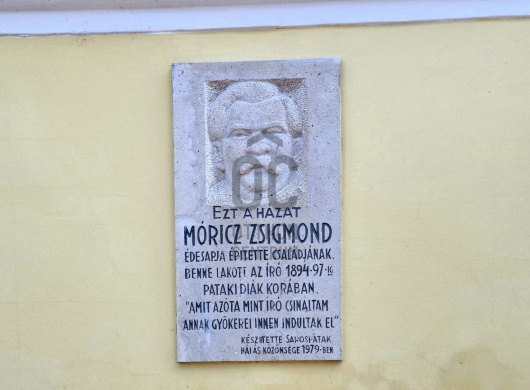 EZT A HÁZAT
MÓRICZ ZSIGMOND
ÉDESAPJA ÉPÍTETTE CSALÁDJÁNAK.
BENNE LAKOTT AZ ÍRÓ 1894-97-IG
PATAKI DIÁK KORÁBAN.
"AMIT AZÓTA MINT ÍRÓ CSINÁLTAM
ANNAK GYÖKEREI INNEN INDULTAK EL"
KÉSZÍTETTE SÁROSPATAK
HÁLÁS KÖZÖNSÉGE 1979-BEN